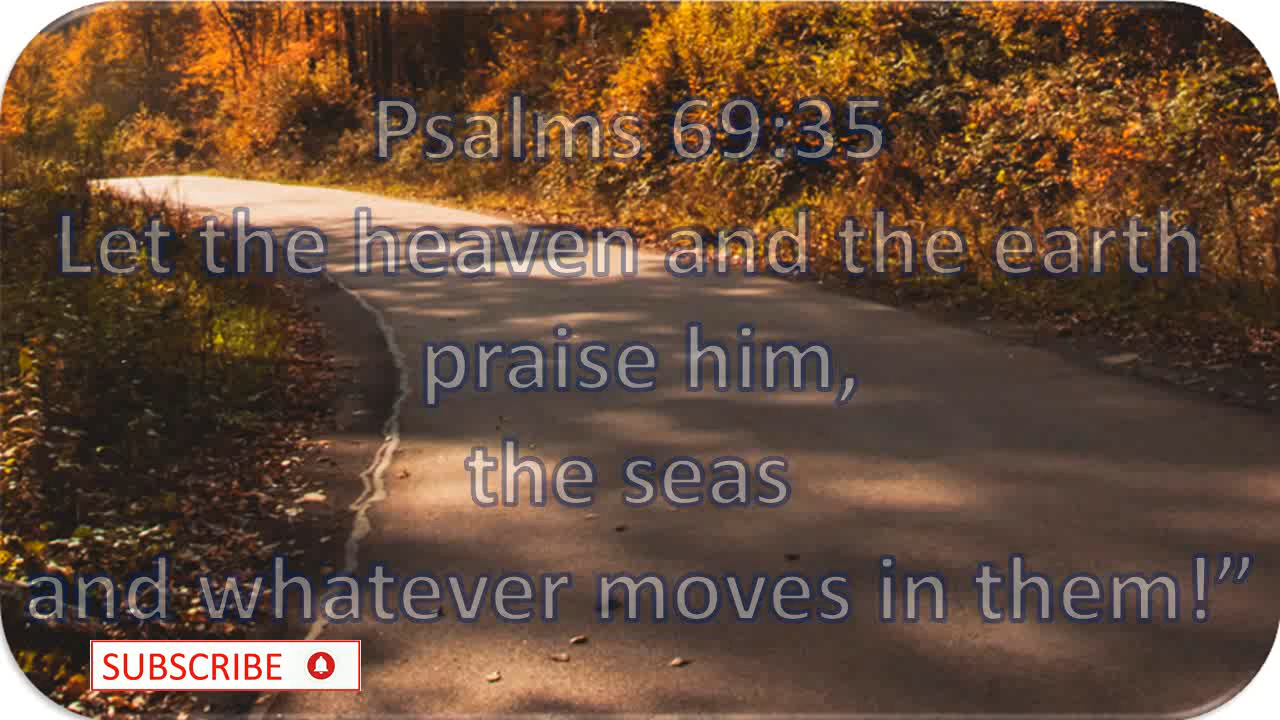 Psalms 69:35
Let the heaven and the earth
praise him,
the seas
and whatever moves in them!”
SUBSCRIBE